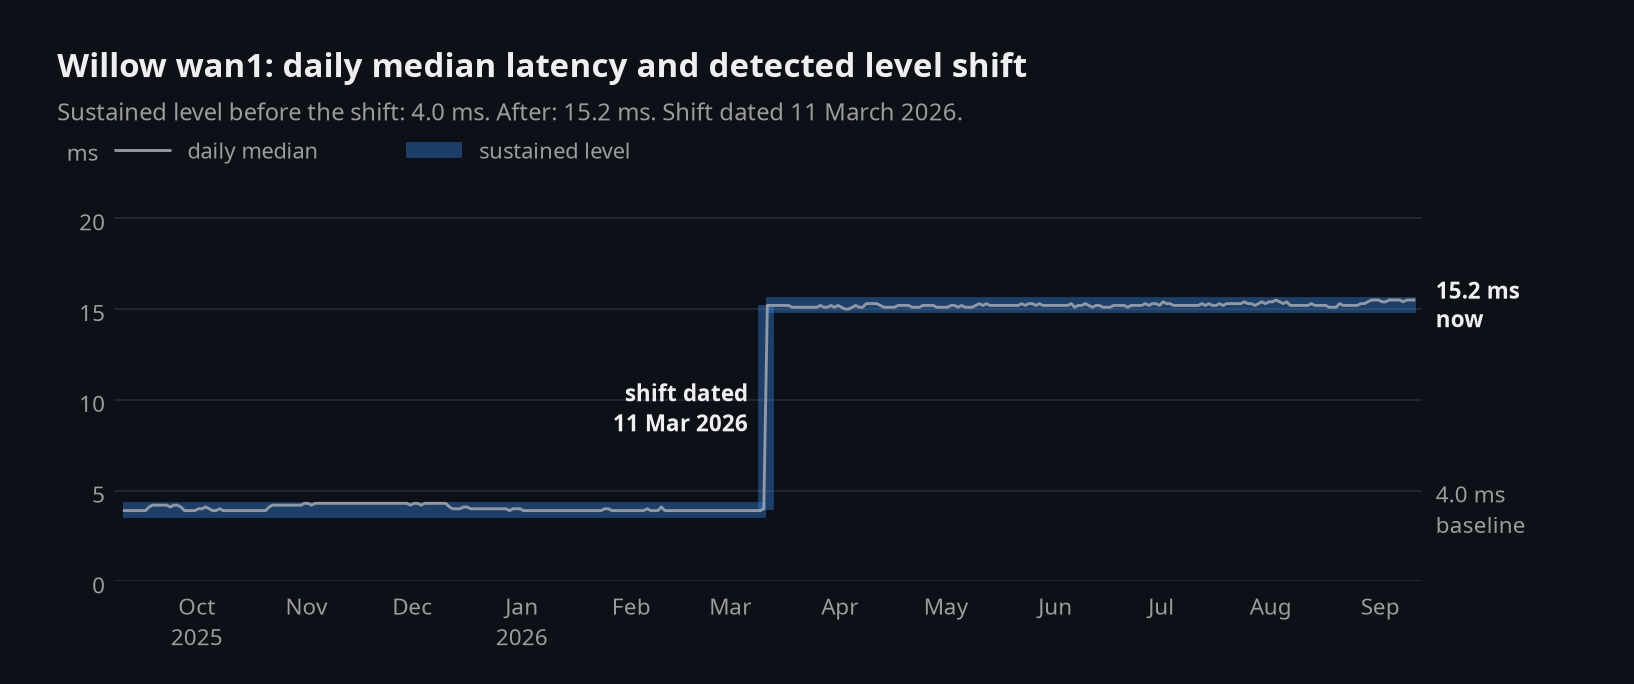 Willow wan1: daily median latency and detected level shift
Sustained level before the shift: 4.0 ms. After: 15.2 ms. Shift dated 11 March 2026.
ms daily median sustained level
20
15
10
5
0
15.2 ms
now
shift dated
11 Mar 2026
4.0 ms
baseline
Oct Nov Dec Jan Feb Mar Apr May Jun Jul Aug Sep
2025 2026